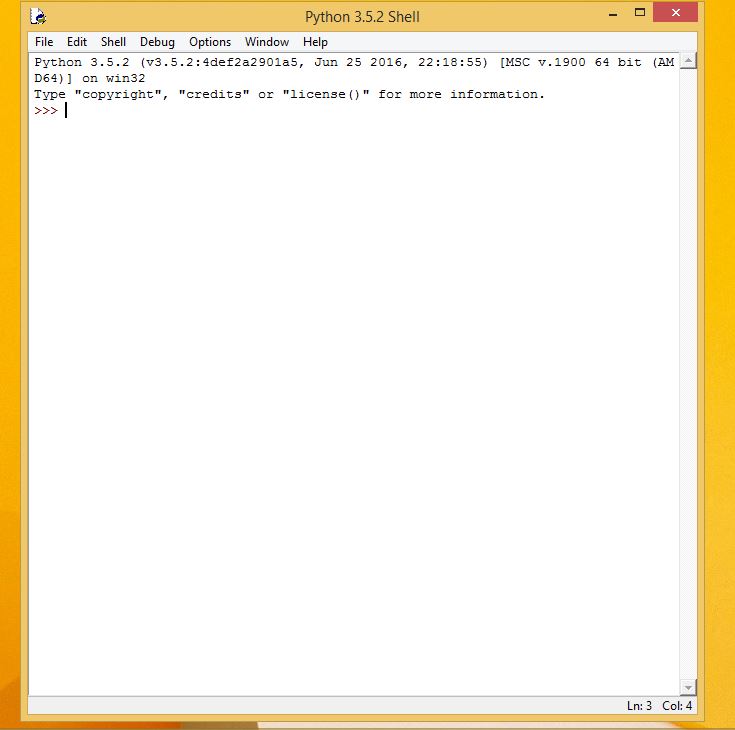 Python 3.5.2 Shell
File Edit Shell Debug Options Window Help
Python 3.5.2 (v3.5.2:4def2a2901a5, Jun 25 2016, 22:18:55) [MSC v.1900 64 bit (AM
D64)] on win32
Type "copyright", "credits" or "license()" for more information.
>>>
Ln: 3 Col: 4